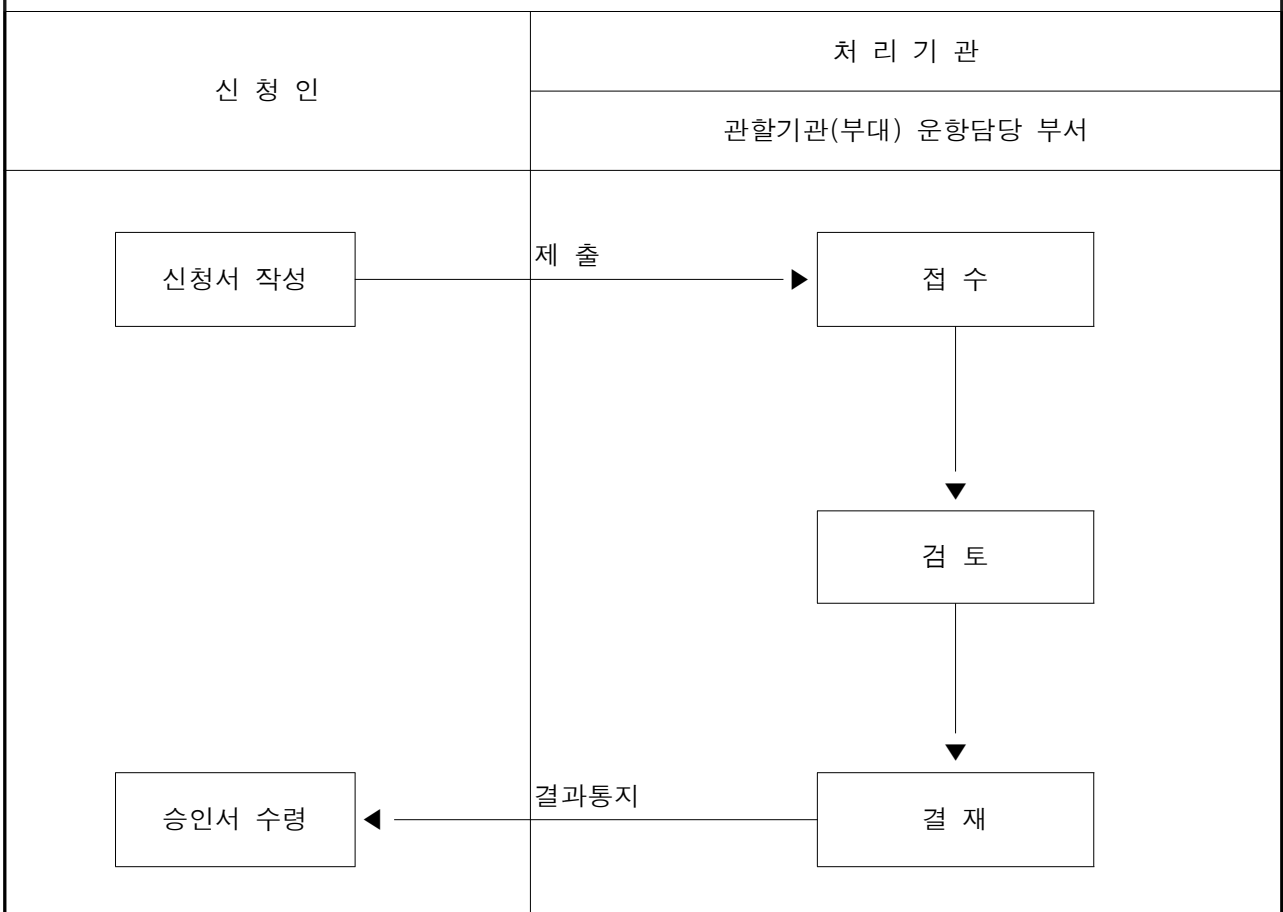 신 청 인
처 리 기 관
관할기관(부대) 운항담당 부서
신청서 작성
제 출
접 수
검 토
승인서 수령
결과통지
결 재